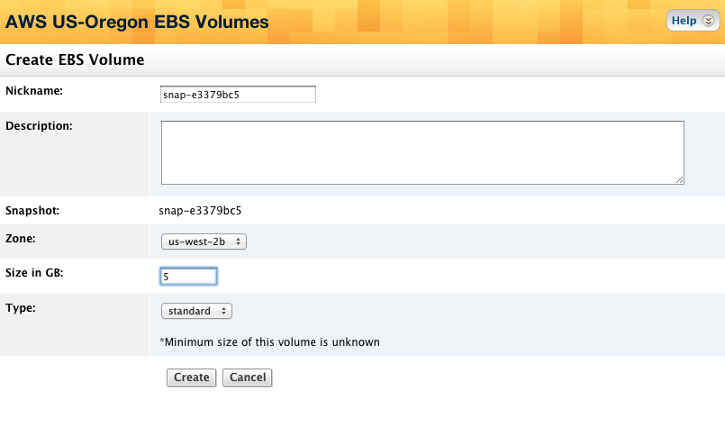 AWS US-Oregon EBS Volumes
Help
Create EBS Volume
Nickname:
snap-e3379bc5
Description:
Snapshot:
snap-e3379bc5
Zone:
us-west-2b
Size in GB:
5
Type:
standard
*Minimum size of this volume is unknown
Create
Cancel